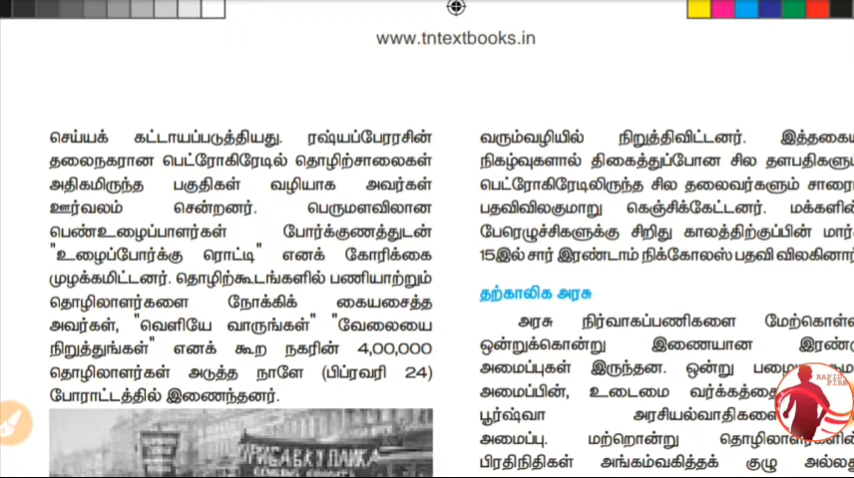 www.tntextbooks.in
செய்யக் கட்டாயப்படுத்தியது. ரஷ்யப்பேரரசின்
தலைநகரான பெட்ரோகிரேடில் தொழிற்சாலைகள்
அதிகமிருந்த பகுதிகள் வழியாக அவர்கள்
ஊர்வலம் சென்றனர். பெருமளவிலான
பெண்உழைப்பாளர்கள் போர்க்குணத்துடன்
"உழைப்போர்க்கு ரொட்டி" எனக் கோரிக்கை
முழக்கமிட்டனர். தொழிற்கூடங்களில் பணியாற்றும்
தொழிலாளர்களை நோக்கிக் கையசைத்த
அவர்கள், "வெளியே வாருங்கள்" "வேலையை
நிறுத்துங்கள்" எனக் கூற நகரின் 4,00,000
தொழிலாளர்கள் அடுத்த நாளே (பிப்ரவரி 24)
போராட்டத்தில் இணைந்தனர்.
வரும்வழியில் நிறுத்திவிட்டனர். இத்தகைய
நிகழ்வுகளால் திகைத்துப்போன சில தளபதிகளும்
பெட்ரோகிரேடிலிருந்த சில தலைவர்களும் சாரை
பதவிவிலகுமாறு கெஞ்சிக்கேட்டனர். மக்களின்
பேரெழுச்சிகளுக்கு சிறிது காலத்திற்குப்பின் மார்
15இல் சார் இரண்டாம் நிக்கோலஸ் பதவி விலகினார்
தற்காலிக அரசு
அரசு நிர்வாகப்பணிகளை மேற்கொள்ள
ஒன்றுக்கொன்று இணையான இரண்டு
அமைப்புகள் இருந்தன. ஒன்று
அமைப்பின், உடைமை வர்க்கத்தை
பூர்ஷ்வா அரசியல்வாதிகளை
அமைப்பு. மற்றொன்று தொழிலாளர்களின்
பிரதிநிதிகள் அங்கம்வகித்தக் குழு அல்லது
RAPID
FIRE